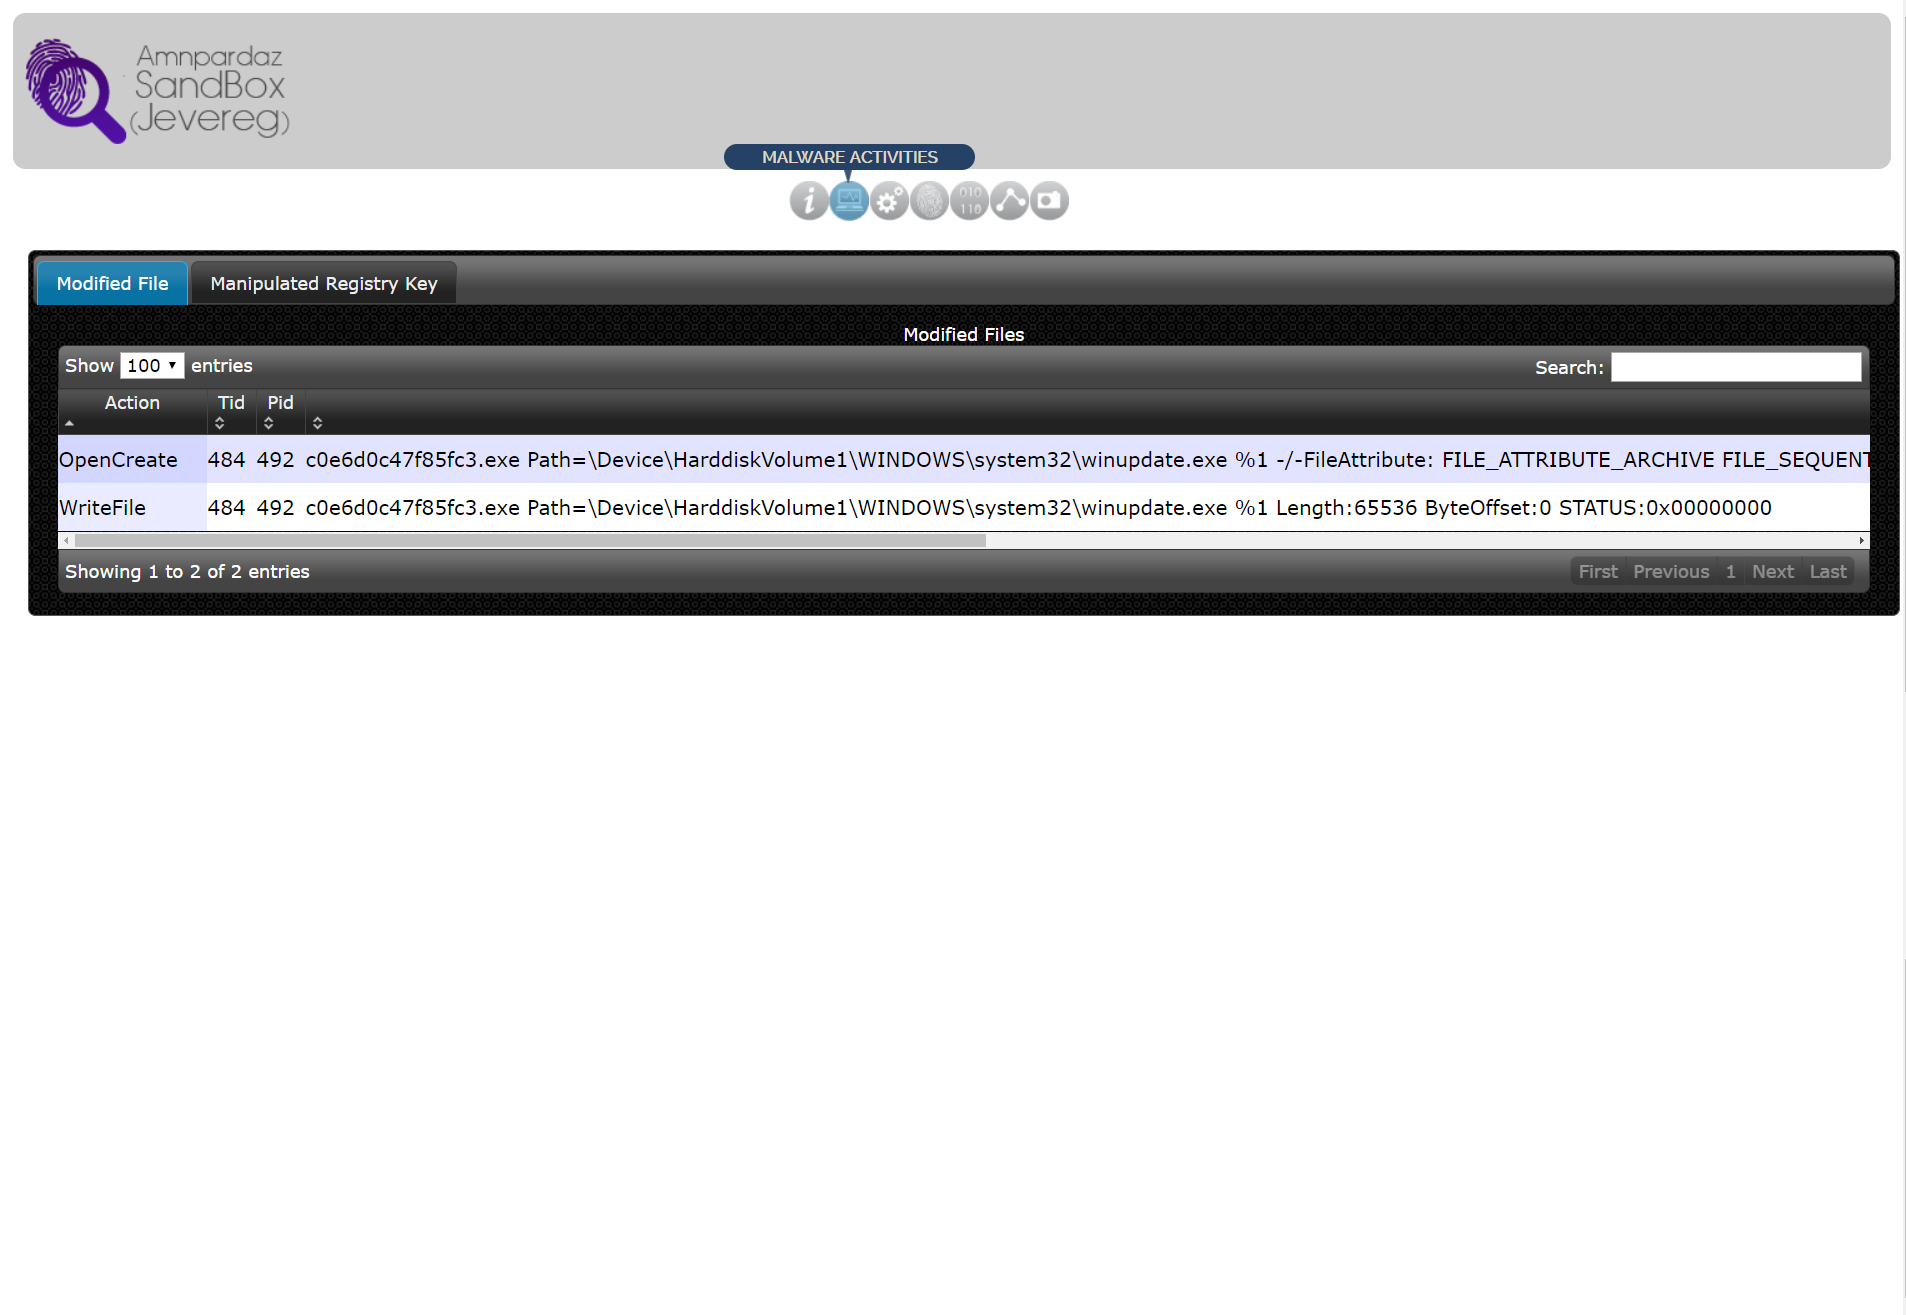 Amnpardaz
SandBox
(Jevereg)
MALWARE ACTIVITIES
i
010
110
Modified File
Manipulated Registry Key
Modified Files
Show 100 entries
Search:
Action Tid Pid
OpenCreate 484 492 c0e6d0c47f85fc3.exe Path=\Device\HarddiskVolume1\WINDOWS\system32\winupdate.exe %1 -/-FileAttribute: FILE_ATTRIBUTE_ARCHIVE FILE_SEQUENT
WriteFile 484 492 c0e6d0c47f85fc3.exe Path=\Device\HarddiskVolume1\WINDOWS\system32\winupdate.exe %1 Length:65536 ByteOffset:0 STATUS:0x00000000
Showing 1 to 2 of 2 entries
First Previous 1 Next Last